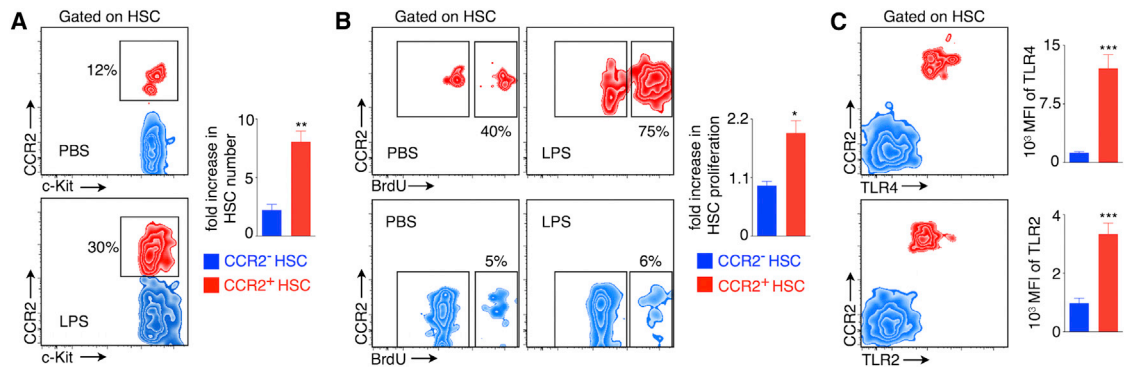 A
Gated on HSC
12%
PBS
CCR2
c-Kit
30%
LPS
CCR2
c-Kit
fold increase in
HSC number
10
5
0
**
CCR2- HSC
CCR2+ HSC
B
Gated on HSC
40%
75%
PBS
LPS
CCR2
BrdU
PBS
LPS
5%
6%
CCR2
BrdU
fold increase in
HSC proliferation
2.2
1.1
0
*
CCR2- HSC
CCR2+ HSC
C
Gated on HSC
CCR2
TLR4
10³ MFI of TLR4
15
7.5
0
***
CCR2
TLR2
10³ MFI of TLR2
4
2
0
***